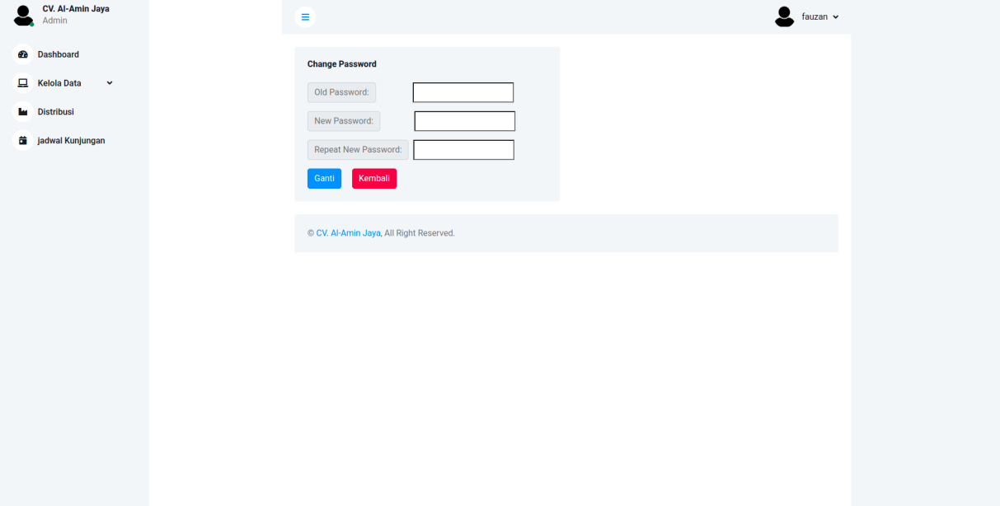 CV. Al-Amin Jaya
Admin
Dashboard
Kelola Data
Distribusi
jadwal Kunjungan
fauzan
Change Password
Old Password:
New Password:
Repeat New Password:
Ganti Kembali
© CV. Al-Amin Jaya, All Right Reserved.